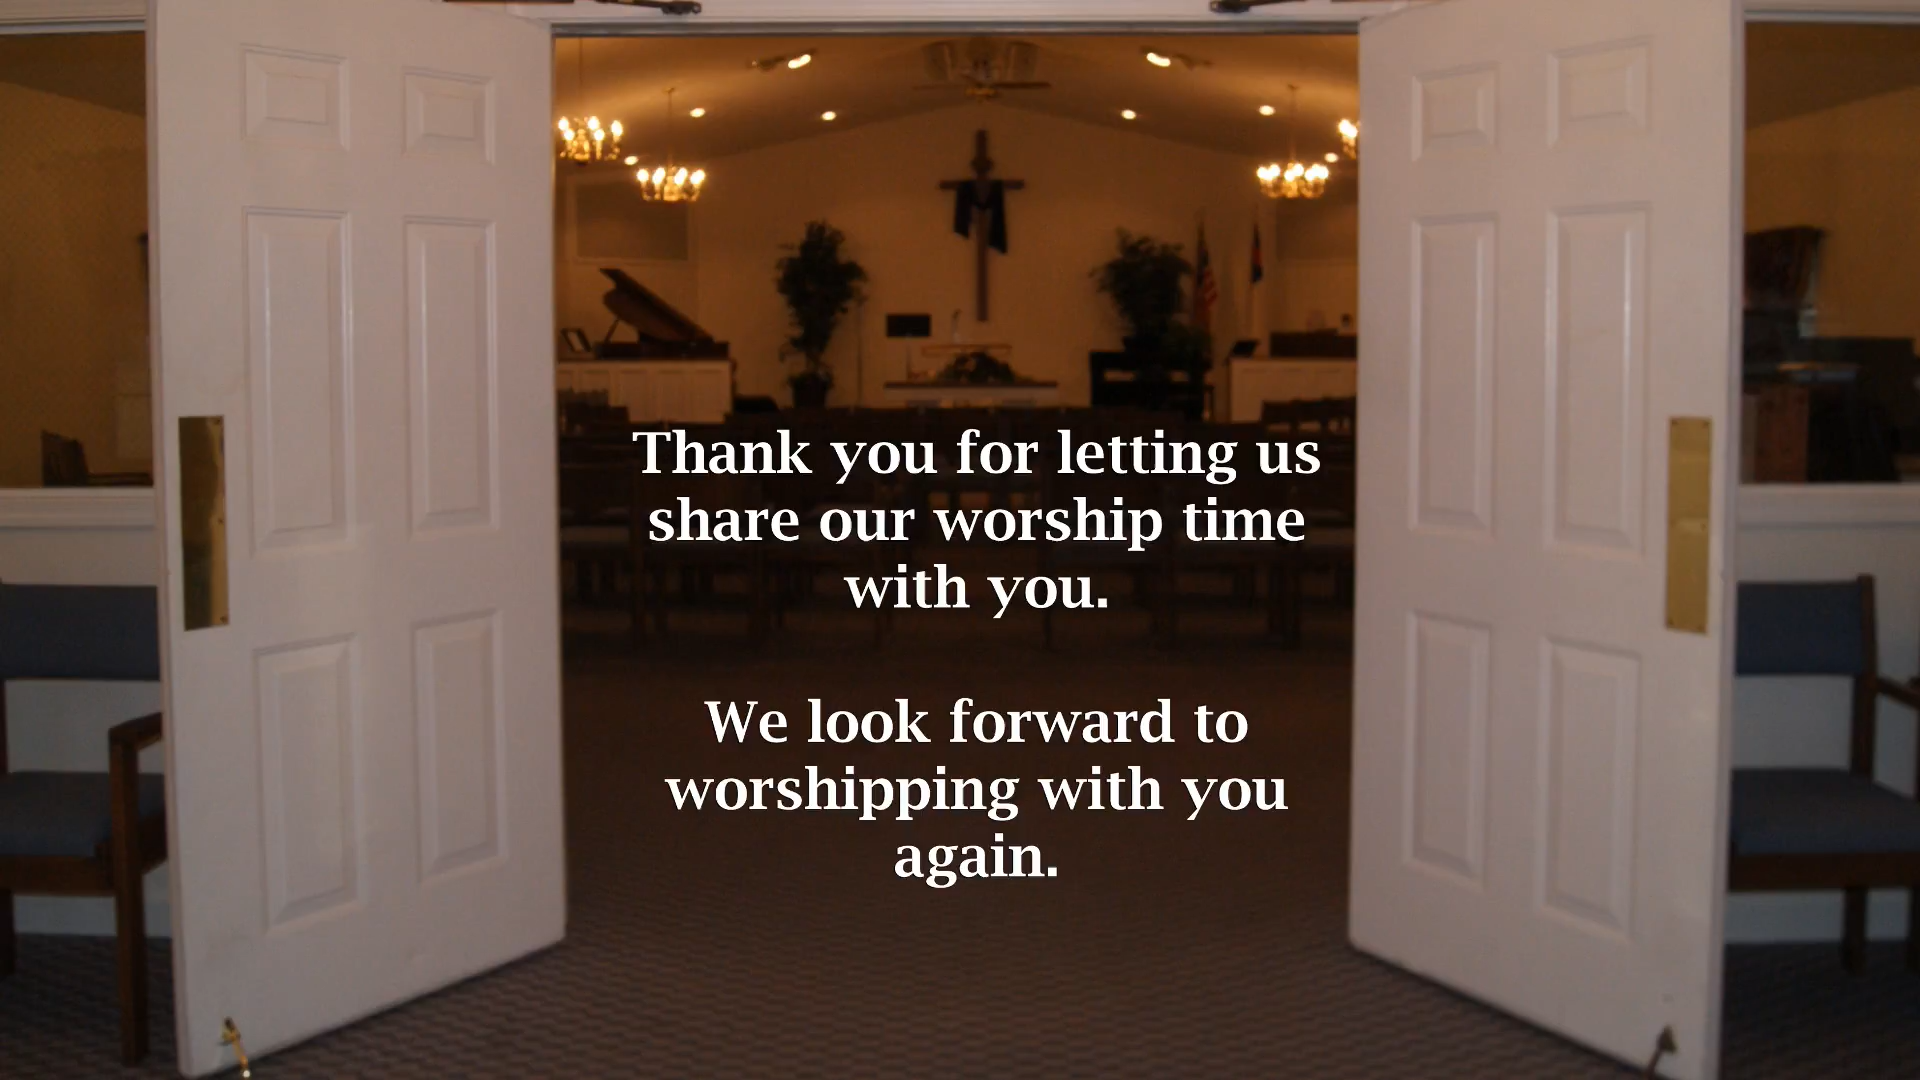 Thank you for letting us
share our worship time
with you.
We look forward to
worshipping with you
again.